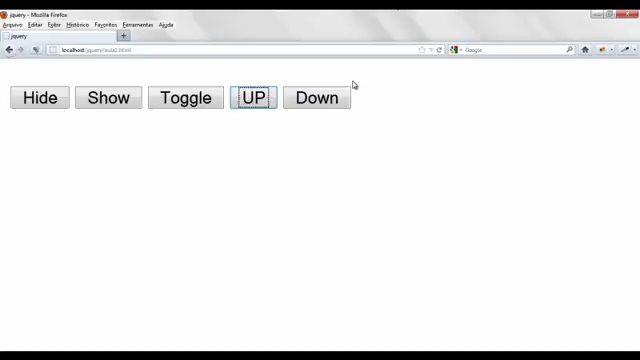 jquery - Mozilla Firefox
Arquivo Editar Exibir Histórico Favoritos Ferramentas Ajuda
jquery
localhost/jquery/aula1.html
Google
Hide Show Toggle UP Down